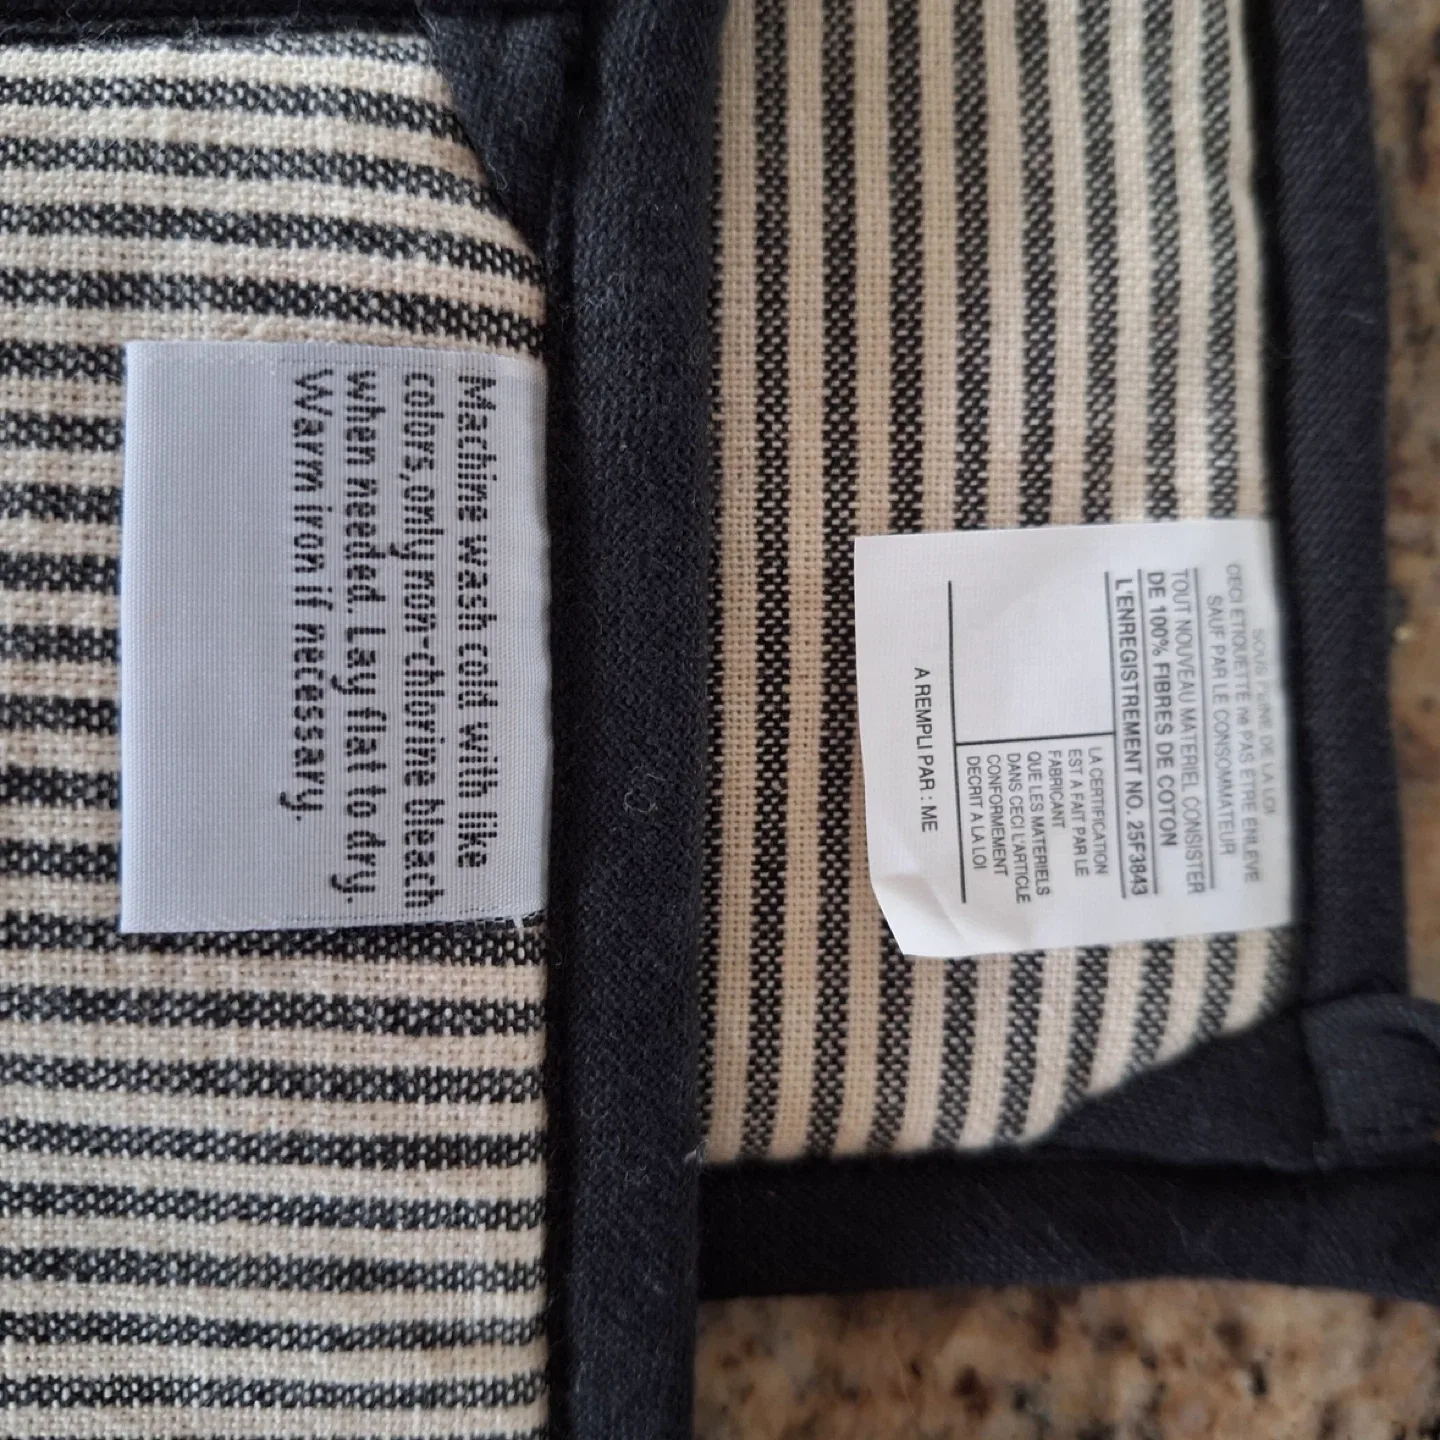 Machine wash cold with like
colors, only non-chlorine bleach
when needed. Lay flat to dry.
Warm iron if necessary.
SOUS PEINE DE LA LOI
CECI ETIQUETTE ne PAS ETRE ENLEVE
SAUF PAR LE CONSOMMATEUR
TOUT NOUVEAU MATERIEL CONSISTER
DE 100% FIBRES DE COTON
L'ENREGISTREMENT NO. 25F3843
LA CERTIFICATION
EST A FAIT PAR LE
FABRICANT
QUE LES MATERIELS
DANS CECI L'ARTICLE
CONFORMEMENT
DECRIT A LA LOI
A REMPLI PAR : ME